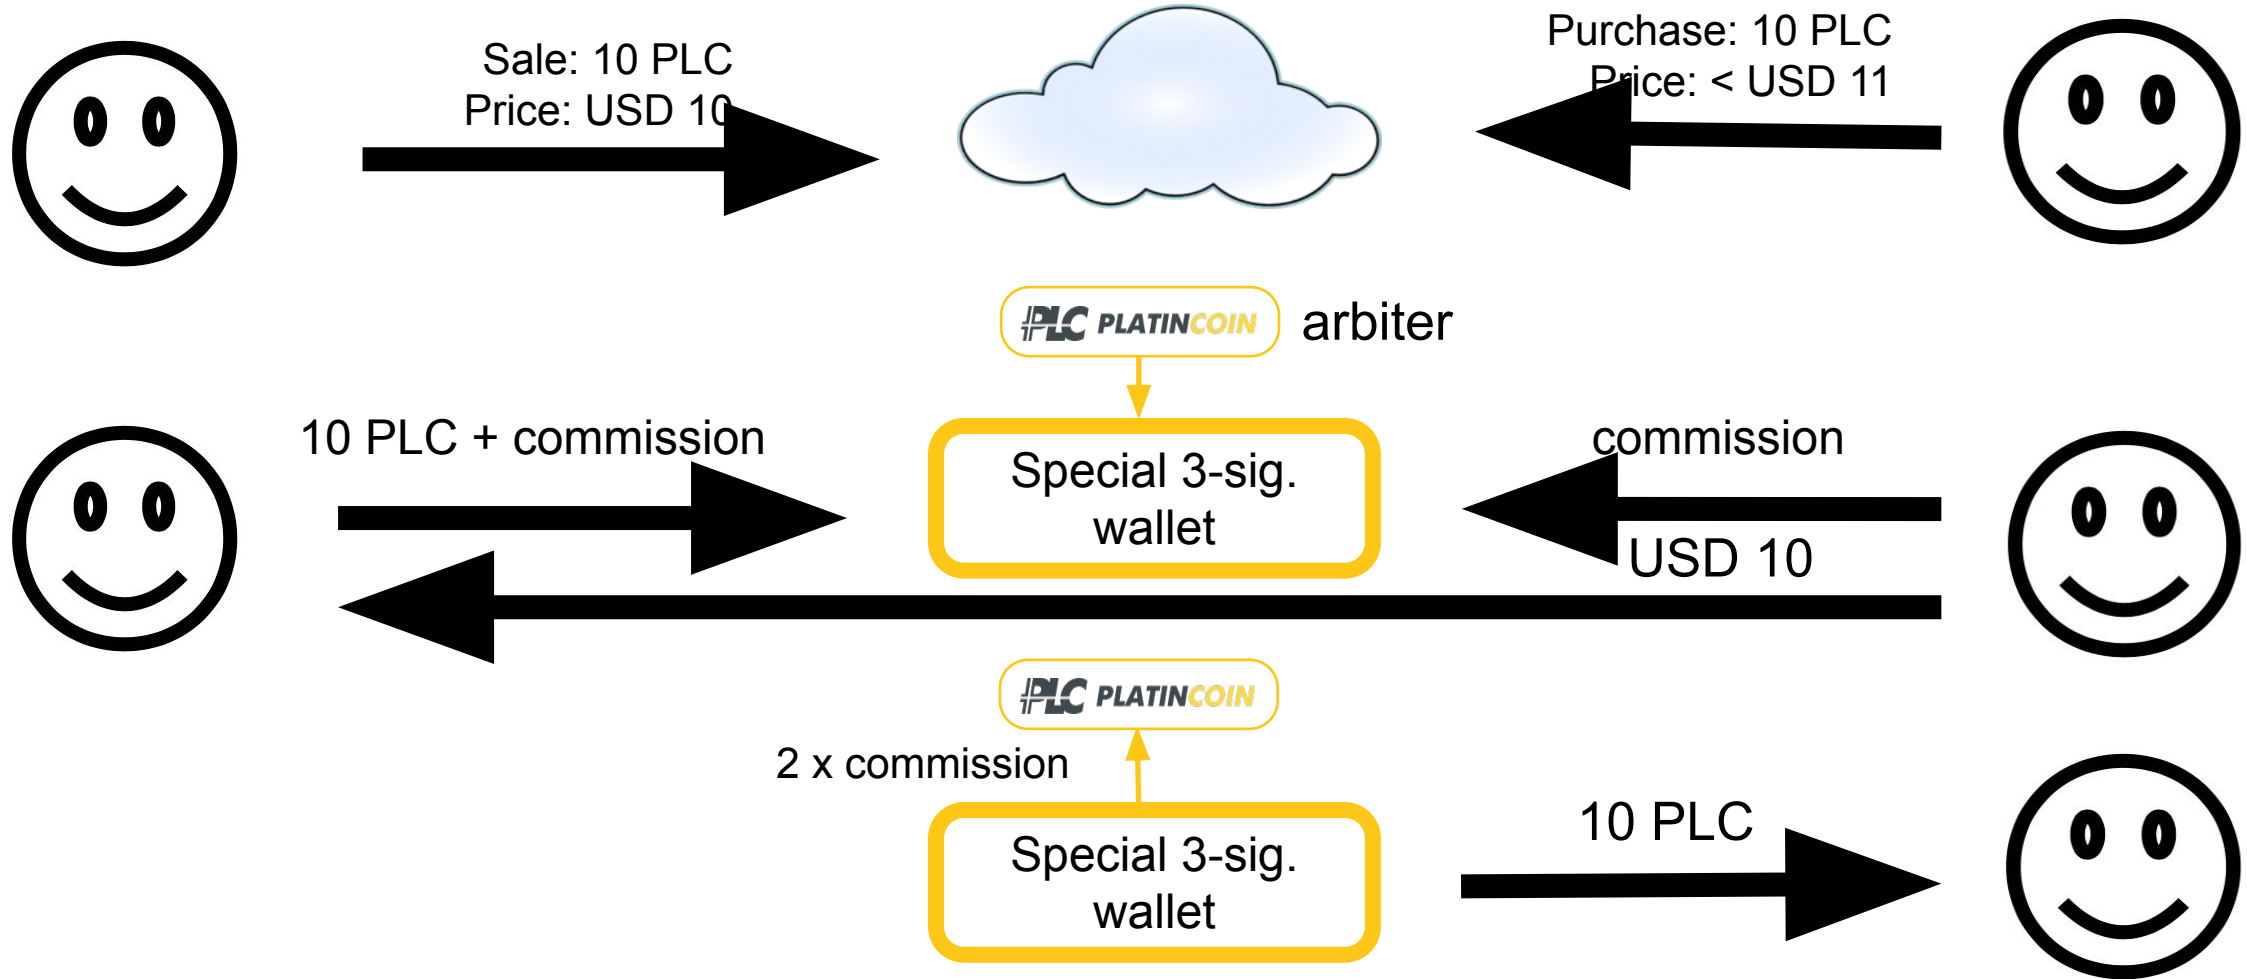 Sale: 10 PLC
Price: USD 10
Purchase: 10 PLC
Price: < USD 11
PLC PLATINCOIN
arbiter
10 PLC + commission
Special 3-sig.
wallet
commission
USD 10
PLC PLATINCOIN
2 x commission
Special 3-sig.
wallet
10 PLC